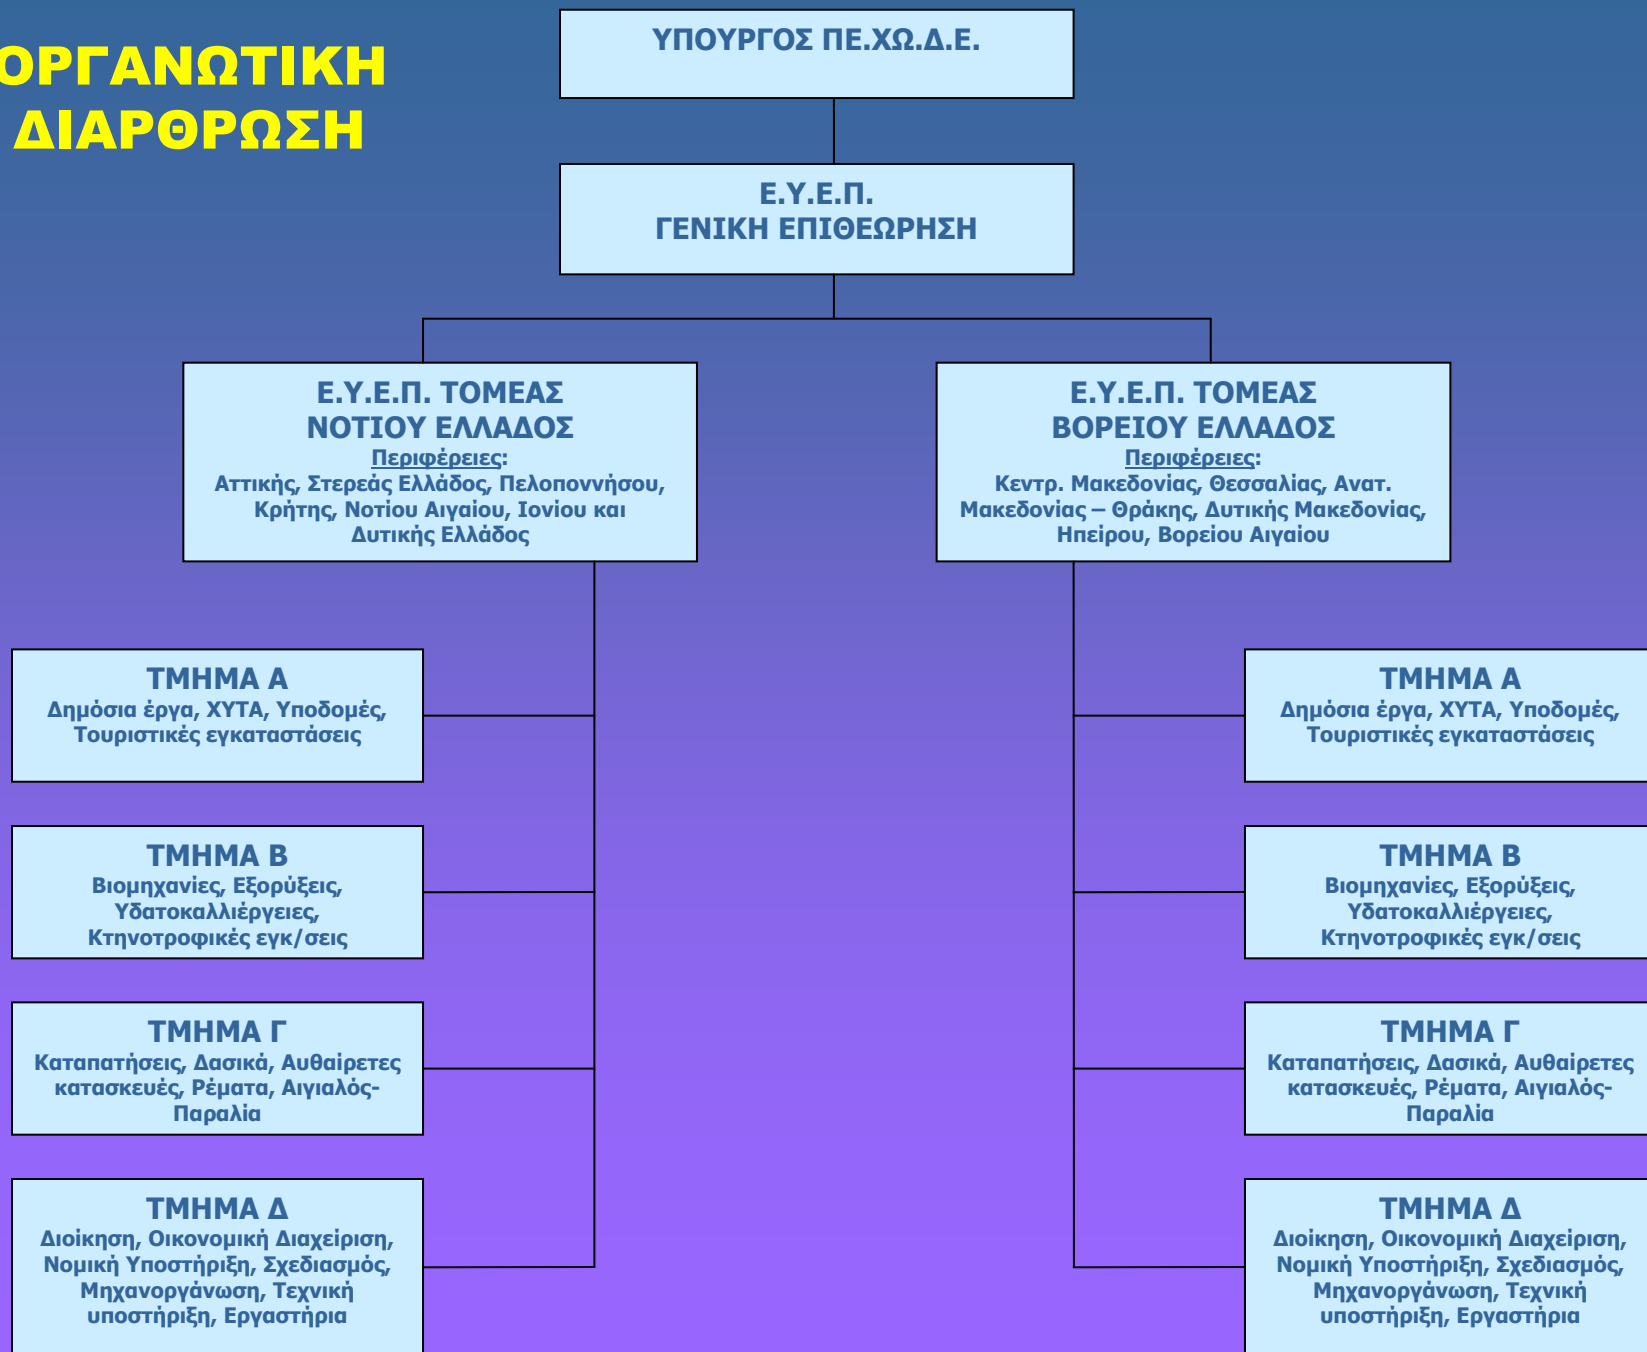 ΟΡΓΑΝΩΤΙΚΗ
ΔΙΑΡΘΡΩΣΗ
ΥΠΟΥΡΓΟΣ ΠΕ.ΧΩ.Δ.Ε.
Ε.Υ.Ε.Π.
ΓΕΝΙΚΗ ΕΠΙΘΕΩΡΗΣΗ
Ε.Υ.Ε.Π. ΤΟΜΕΑΣ
ΝΟΤΙΟΥ ΕΛΛΑΔΟΣ
Περιφέρειες:
Αττικής, Στερεάς Ελλάδος, Πελοποννήσου,
Κρήτης, Νοτίου Αιγαίου, Ιονίου και
Δυτικής Ελλάδος
Ε.Υ.Ε.Π. ΤΟΜΕΑΣ
ΒΟΡΕΙΟΥ ΕΛΛΑΔΟΣ
Περιφέρειες:
Κεντρ. Μακεδονίας, Θεσσαλίας, Ανατ.
Μακεδονίας – Θράκης, Δυτικής Μακεδονίας,
Ηπείρου, Βορείου Αιγαίου
ΤΜΗΜΑ Α
Δημόσια έργα, ΧΥΤΑ, Υποδομές,
Τουριστικές εγκαταστάσεις
ΤΜΗΜΑ Β
Βιομηχανίες, Εξορύξεις,
Υδατοκαλλιέργειες,
Κτηνοτροφικές εγκ/σεις
ΤΜΗΜΑ Γ
Καταπατήσεις, Δασικά, Αυθαίρετες
κατασκευές, Ρέματα, Αιγιαλός-
Παραλία
ΤΜΗΜΑ Δ
Διοίκηση, Οικονομική Διαχείριση,
Νομική Υποστήριξη, Σχεδιασμός,
Μηχανοργάνωση, Τεχνική
υποστήριξη, Εργαστήρια
ΤΜΗΜΑ Α
Δημόσια έργα, ΧΥΤΑ, Υποδομές,
Τουριστικές εγκαταστάσεις
ΤΜΗΜΑ Β
Βιομηχανίες, Εξορύξεις,
Υδατοκαλλιέργειες,
Κτηνοτροφικές εγκ/σεις
ΤΜΗΜΑ Γ
Καταπατήσεις, Δασικά, Αυθαίρετες
κατασκευές, Ρέματα, Αιγιαλός-
Παραλία
ΤΜΗΜΑ Δ
Διοίκηση, Οικονομική Διαχείριση,
Νομική Υποστήριξη, Σχεδιασμός,
Μηχανοργάνωση, Τεχνική
υποστήριξη, Εργαστήρια